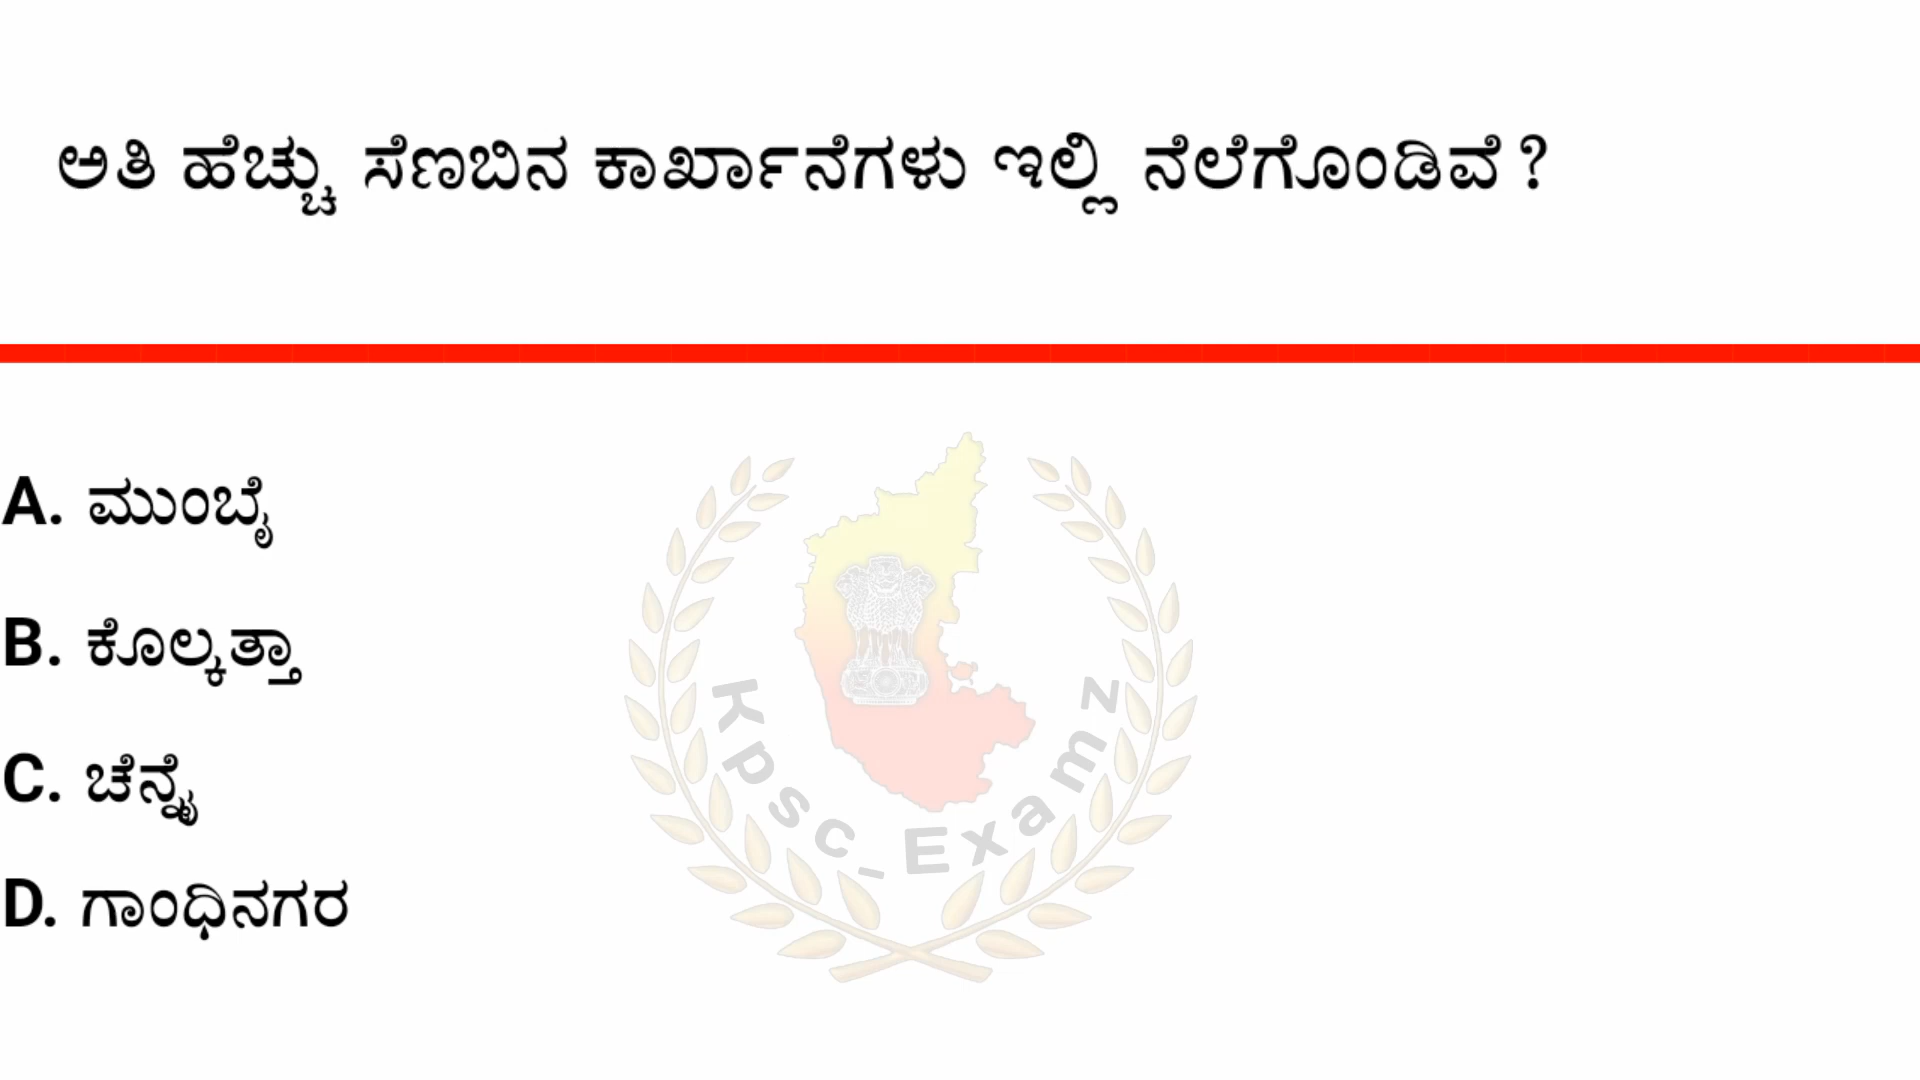 ಅತಿ ಹೆಚ್ಚು ಸೆಣಬಿನ ಕಾರ್ಖಾನೆಗಳು ಇಲ್ಲಿ ನೆಲೆಗೊಂಡಿವೆ ?
A. ಮುಂಬೈ
B. ಕೊಲ್ಕತ್ತಾ
C. ಚೆನ್ನೈ
D. ಗಾಂಧಿನಗರ
Kpsc_Examz